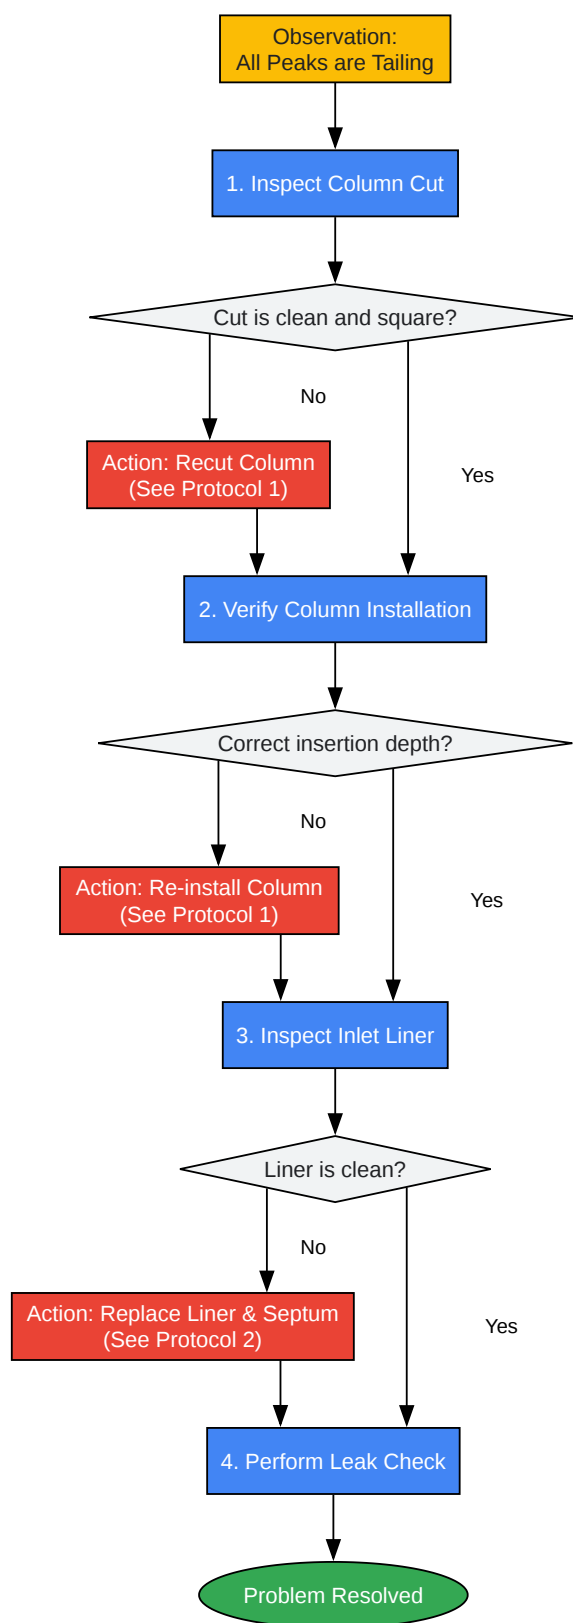 Observation:
All Peaks are Tailing
1. Inspect Column Cut
Cut is clean and square?
No
Action: Recut Column
(See Protocol 1)
Yes
2. Verify Column Installation
Correct insertion depth?
No
Action: Re-install Column
(See Protocol 1)
Yes
3. Inspect Inlet Liner
Liner is clean?
No
Action: Replace Liner & Septum
(See Protocol 2)
Yes
4. Perform Leak Check
Problem Resolved